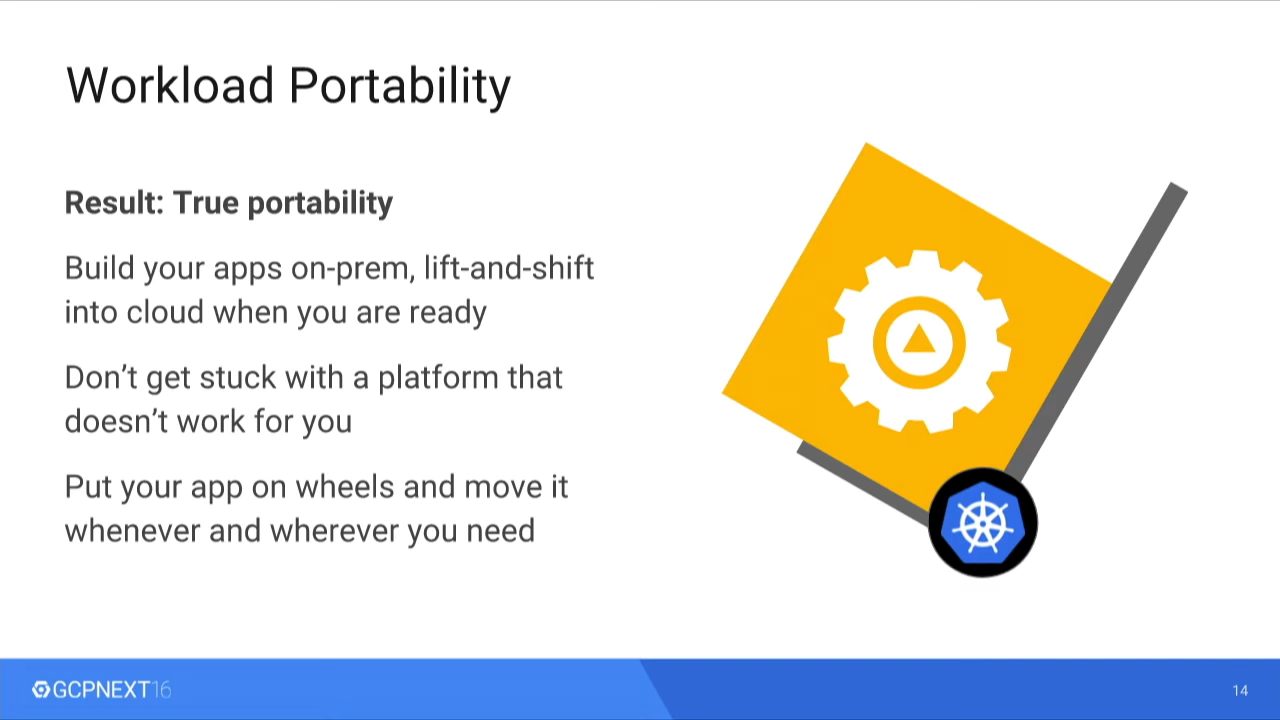 Workload Portability
Result: True portability
Build your apps on-prem, lift-and-shift
into cloud when you are ready
Don’t get stuck with a platform that
doesn’t work for you
Put your app on wheels and move it
whenever and wherever you need
GCPNEXT16
14